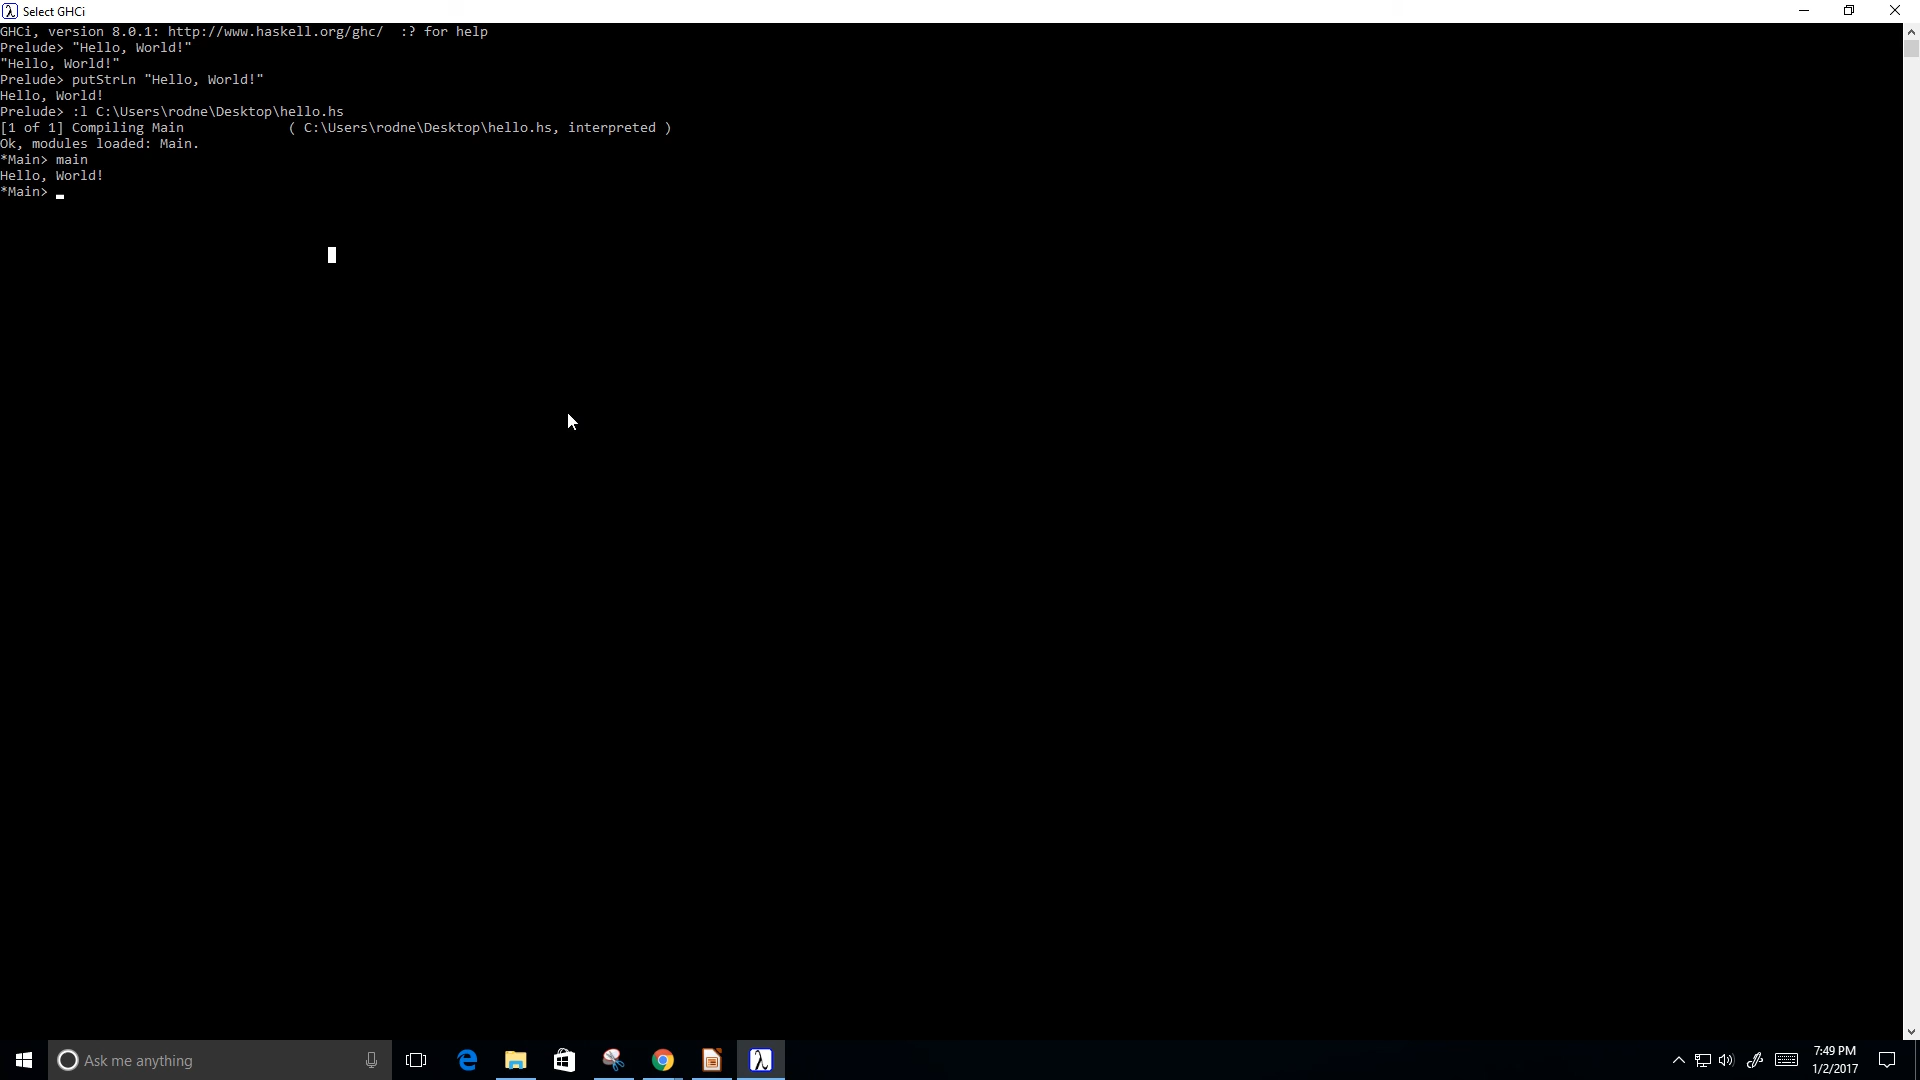 Select GHCi
GHCi, version 8.0.1: http://www.haskell.org/ghc/  :? for help
Prelude> "Hello, World!"
"Hello, World!"
Prelude> putStrLn "Hello, World!"
Hello, World!
Prelude> :l C:\Users\rodne\Desktop\hello.hs
[1 of 1] Compiling Main             ( C:\Users\rodne\Desktop\hello.hs, interpreted )
Ok, modules loaded: Main.
*Main> main
Hello, World!
*Main>
Ask me anything
7:49 PM
1/2/2017